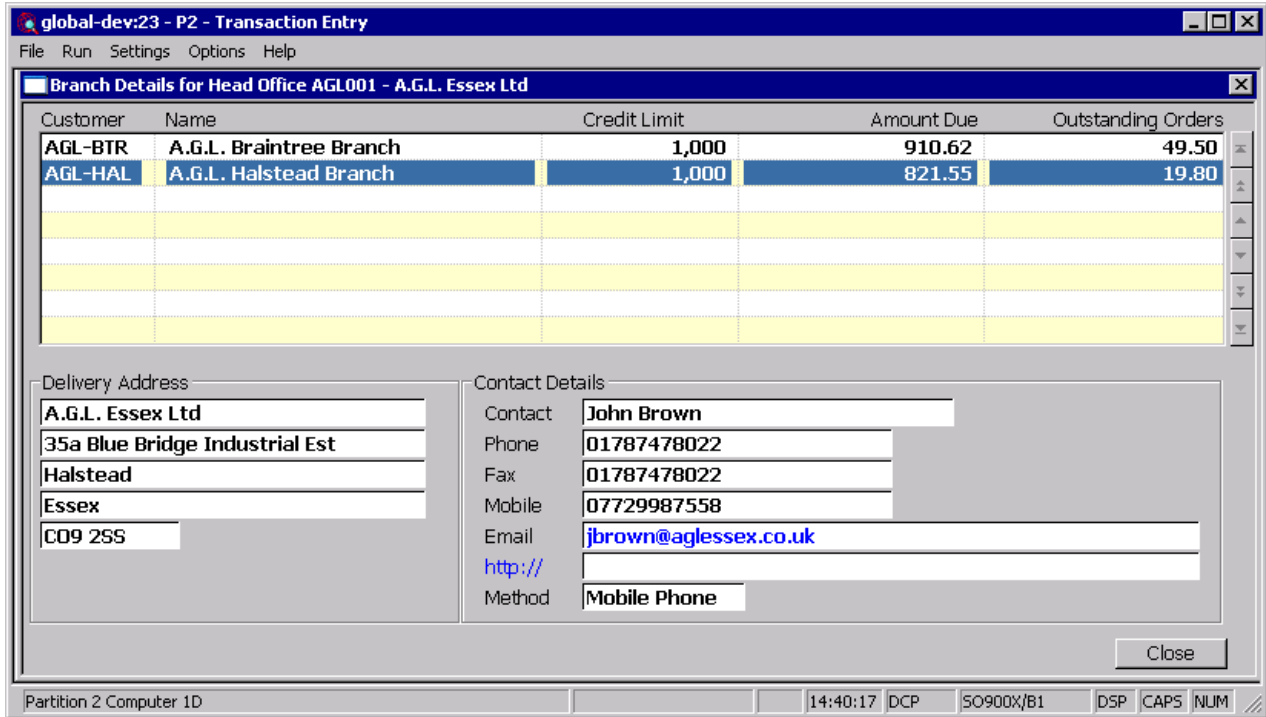 global-dev:23 - P2 - Transaction Entry
File Run Settings Options Help
Branch Details for Head Office AGL001 - A.G.L. Essex Ltd
Customer Name Credit Limit Amount Due Outstanding Orders
AGL-BTR A.G.L. Braintree Branch 1,000 910.62 49.50
AGL-HAL A.G.L. Halstead Branch 1,000 821.55 19.80
Delivery Address
A.G.L. Essex Ltd
35a Blue Bridge Industrial Est
Halstead
Essex
CO9 2SS
Contact Details
Contact John Brown
Phone 01787478022
Fax 01787478022
Mobile 07729987558
Email jbrown@aglessex.co.uk
http://
Method Mobile Phone
Close
Partition 2 Computer 1D 14:40:17 DCP SO900X/B1 DSP CAPS NUM